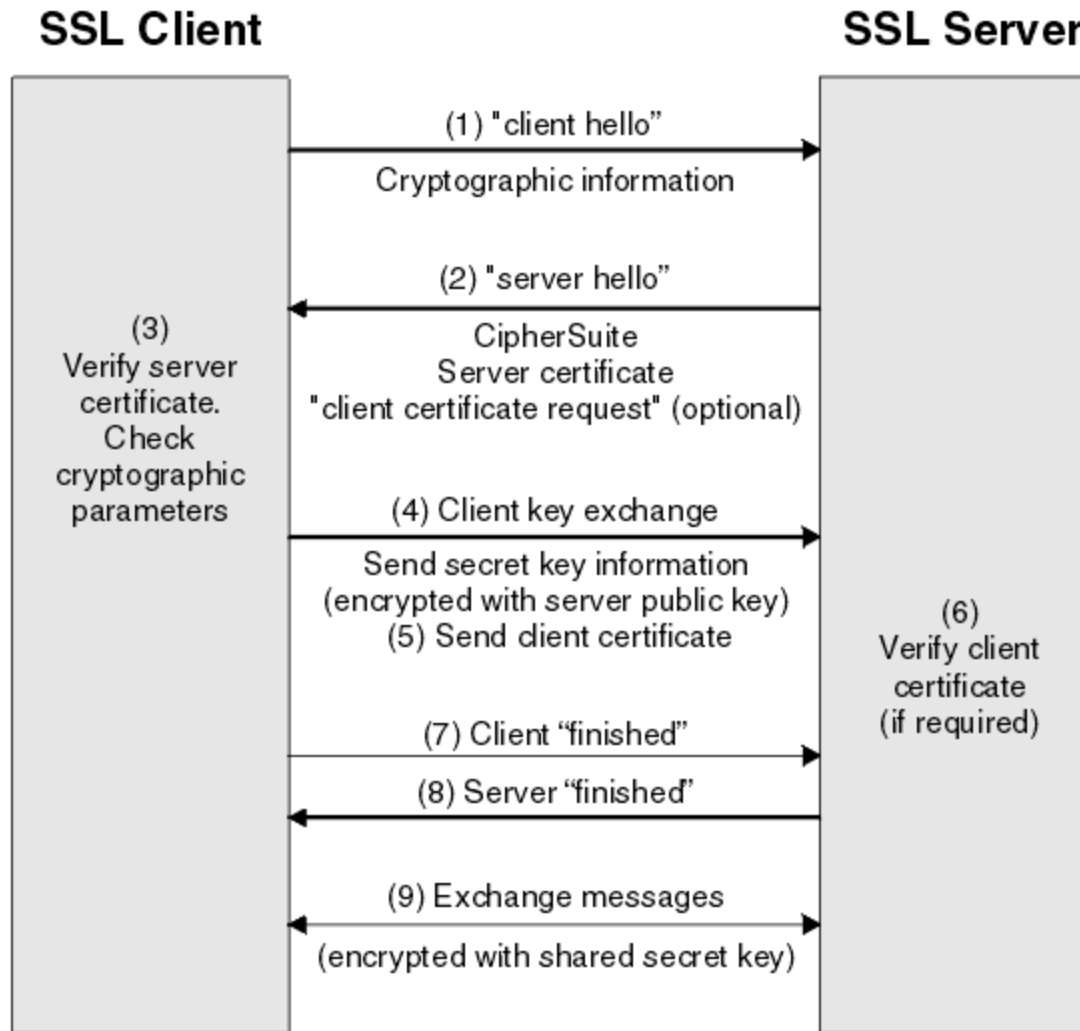 SSL Client
SSL Server
(1) "client hello”
Cryptographic information
(2) "server hello”
CipherSuite
Server certificate
"client certificate request" (optional)
(3)
Verify server
certificate.
Check
cryptographic
parameters
(4) Client key exchange
Send secret key information
(encrypted with server public key)
(5) Send client certificate
(6)
Verify client
certificate
(if required)
(7) Client “finished”
(8) Server “finished”
(9) Exchange messages
(encrypted with shared secret key)